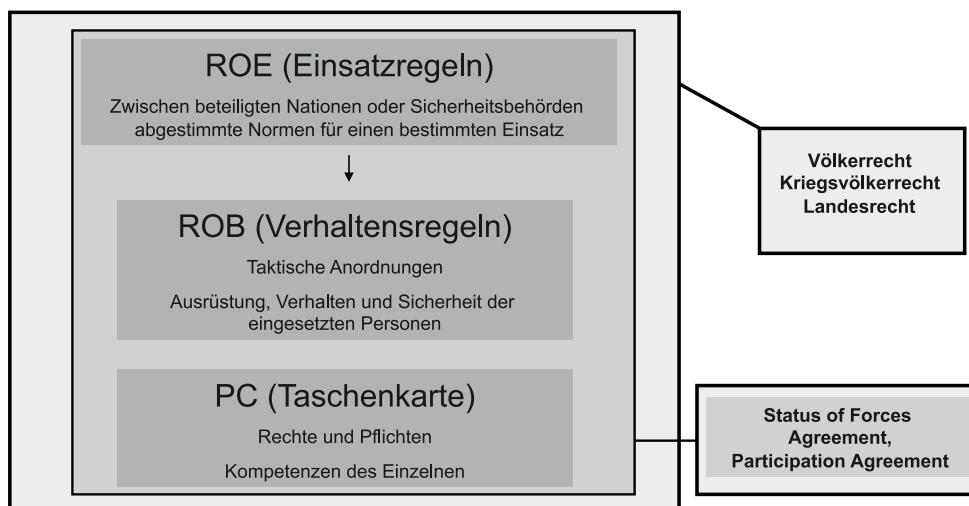 ROE (Einsatzregeln)
Zwischen beteiligten Nationen oder Sicherheitsbehörden
abgestimmte Normen für einen bestimmten Einsatz
ROB (Verhaltensregeln)
Taktische Anordnungen
Ausrüstung, Verhalten und Sicherheit der
eingesetzten Personen
PC (Taschenkarte)
Rechte und Pflichten
Kompetenzen des Einzelnen
Völkerrecht
Kriegsvölkerrecht
Landesrecht
Status of Forces
Agreement,
Participation Agreement